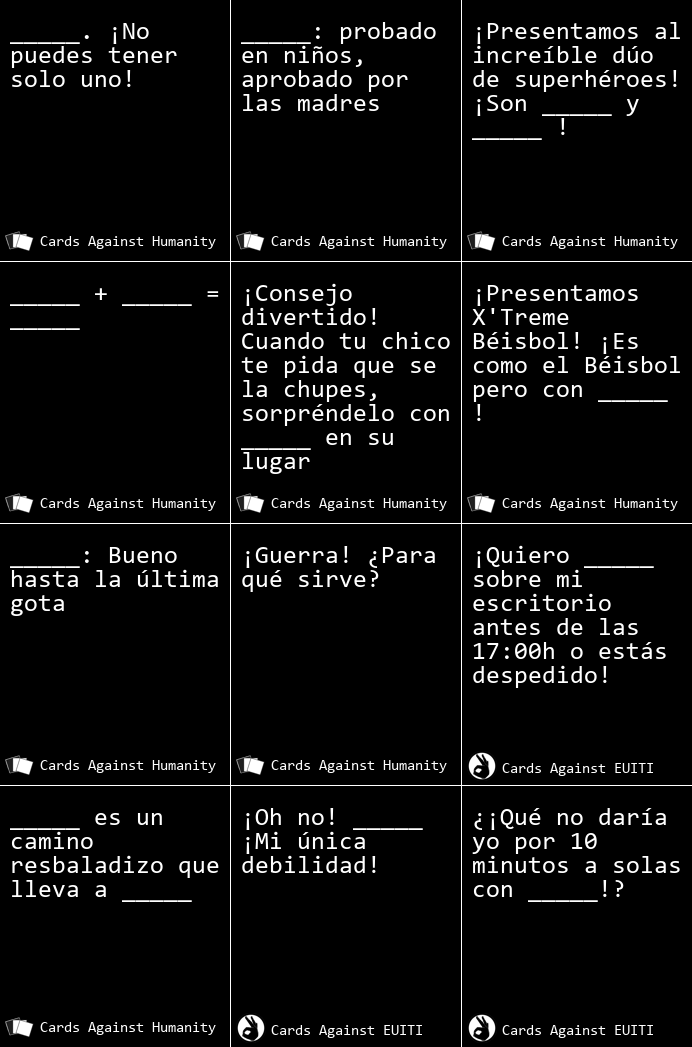 _____. ¡No
puedes tener
solo uno!
Cards Against Humanity
_____: probado
en niños,
aprobado por
las madres
Cards Against Humanity
¡Presentamos al
increíble dúo
de superhéroes!
¡Son _____ y
_____ !
Cards Against Humanity
_____ + _____ =
_____
Cards Against Humanity
¡Consejo
divertido!
Cuando tu chico
te pida que se
la chupes,
sorpréndelo con
_____ en su
lugar
Cards Against Humanity
¡Presentamos
X'Treme
Béisbol! ¡Es
como el Béisbol
pero con _____
!
Cards Against Humanity
_____: Bueno
hasta la última
gota
Cards Against Humanity
¡Guerra! ¿Para
qué sirve?
Cards Against Humanity
¡Quiero _____
sobre mi
escritorio
antes de las
17:00h o estás
despedido!
Cards Against EUITI
_____ es un
camino
resbaladizo que
lleva a _____
Cards Against Humanity
¡Oh no! _____
¡Mi única
debilidad!
Cards Against EUITI
¿¡Qué no daría
yo por 10
minutos a solas
con _____!?
Cards Against EUITI